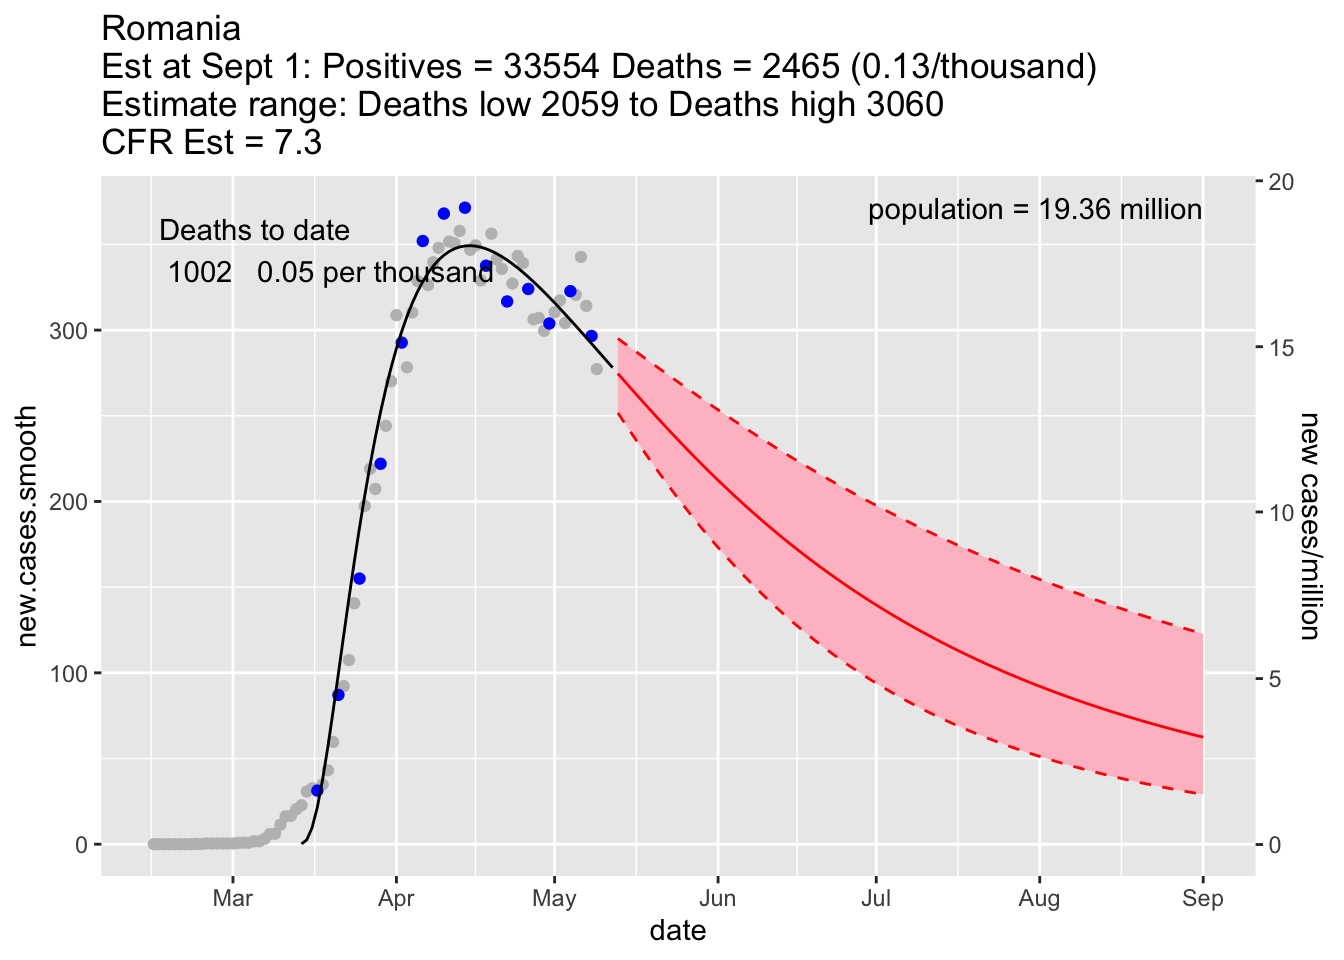 Romania
Est at Sept 1: Positives = 33554 Deaths = 2465 (0.13/thousand)
Estimate range: Deaths low 2059 to Deaths high 3060
CFR Est = 7.3
Deaths to date
1002   0.05 per thousand
population = 19.36 million
new.cases.smooth
300
200
100
0
20
15
10
5
0
new cases/million
Mar Apr May Jun Jul Aug Sep
date